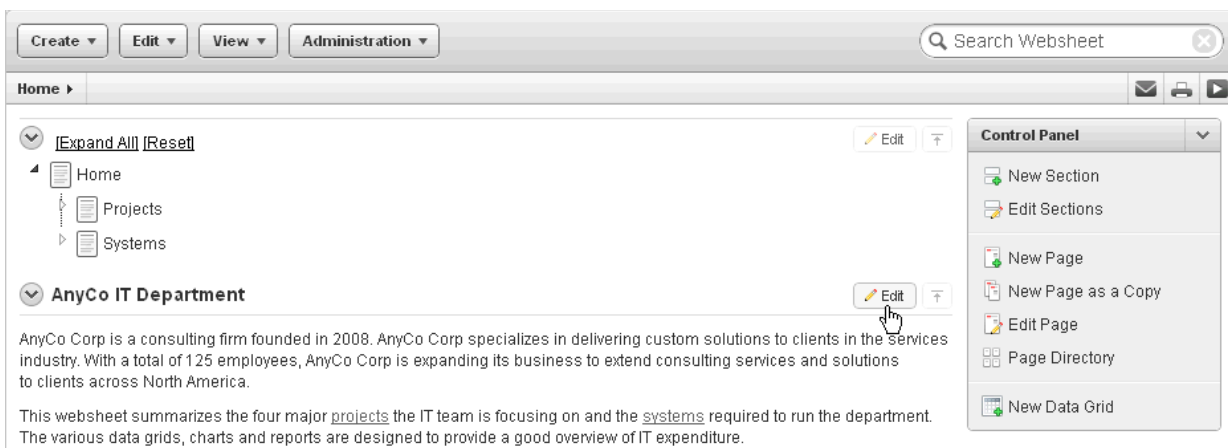 Create Edit View Administration Search Websheet
Home
[Expand All] [Reset] Edit
Home
Projects
Systems
AnyCo IT Department Edit
AnyCo Corp is a consulting firm founded in 2008. AnyCo Corp specializes in delivering custom solutions to clients in the services
industry. With a total of 125 employees, AnyCo Corp is expanding its business to extend consulting services and solutions
to clients across North America.
This websheet summarizes the four major projects the IT team is focusing on and the systems required to run the department.
The various data grids, charts and reports are designed to provide a good overview of IT expenditure.
Control Panel
New Section
Edit Sections
New Page
New Page as a Copy
Edit Page
Page Directory
New Data Grid